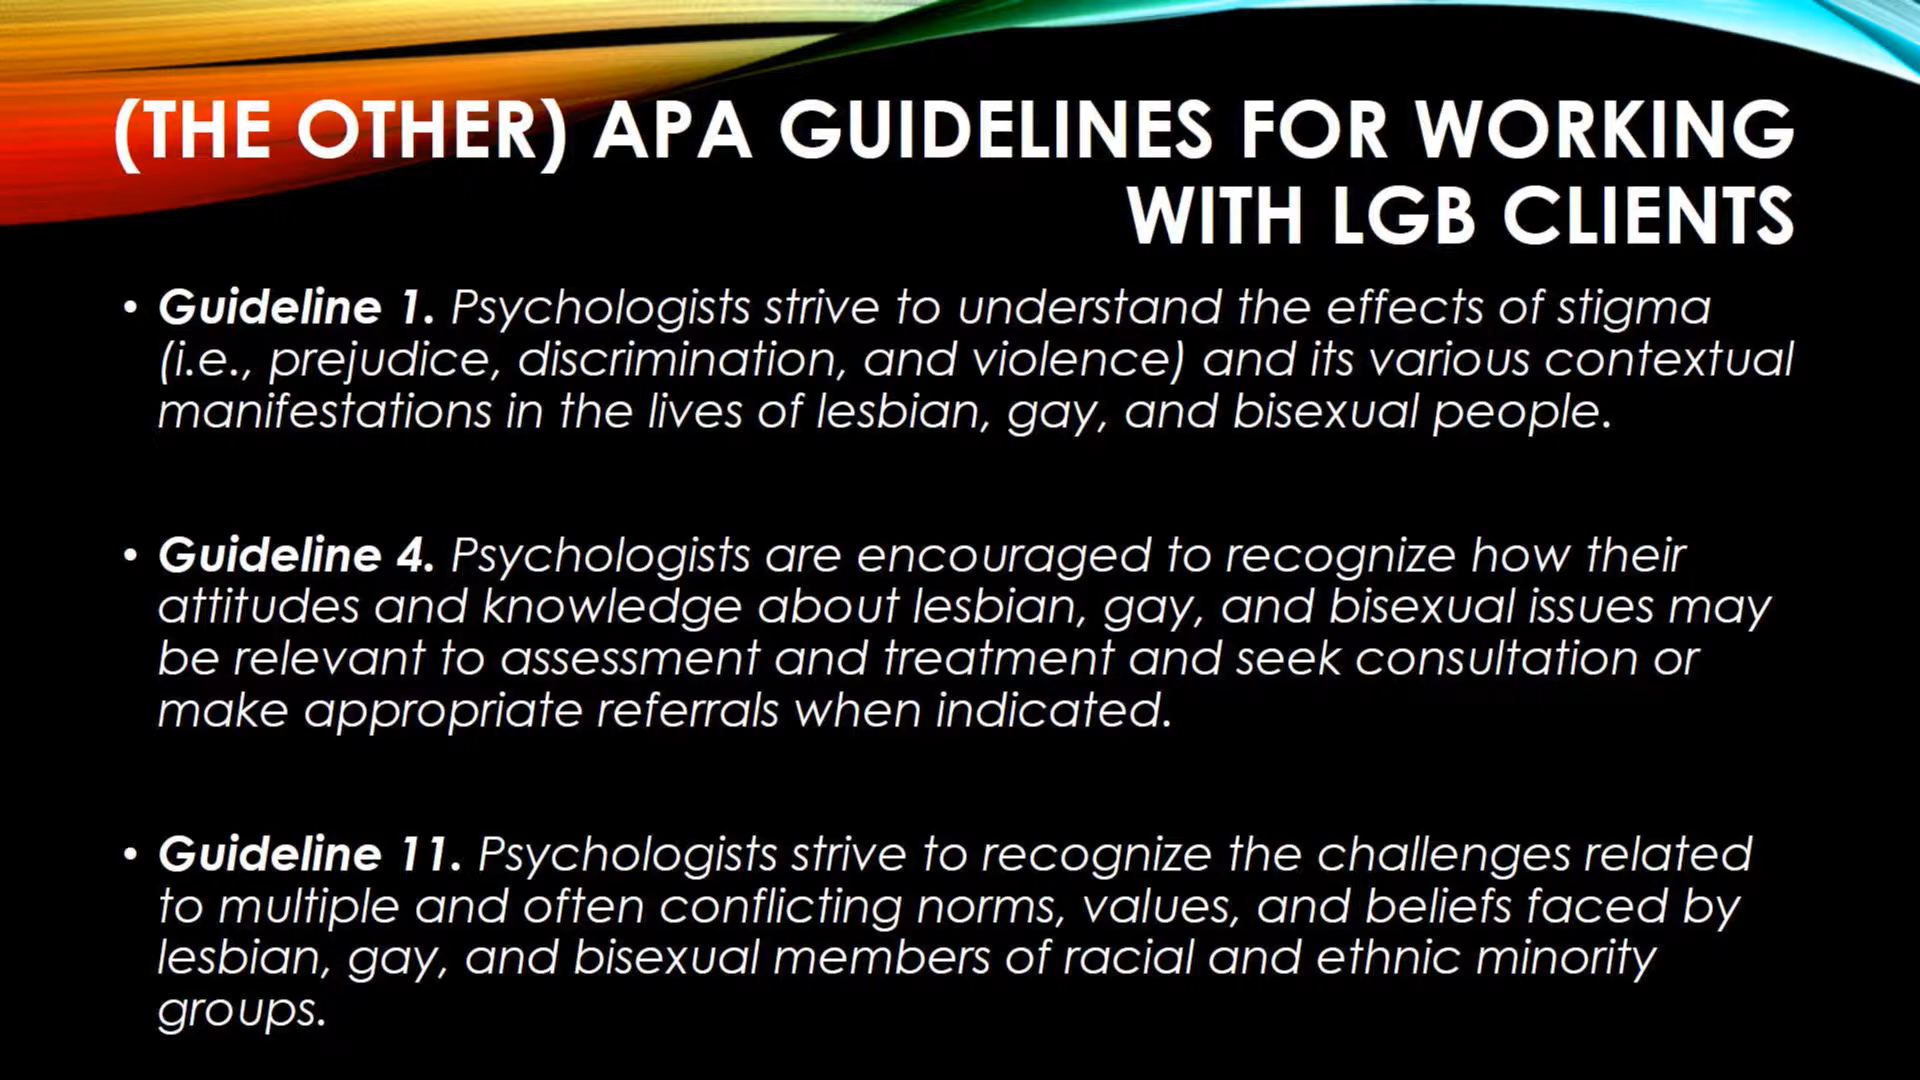 (THE OTHER) APA GUIDELINES FOR WORKING
WITH LGB CLIENTS
• Guideline 1. Psychologists strive to understand the effects of stigma
(i.e., prejudice, discrimination, and violence) and its various contextual
manifestations in the lives of lesbian, gay, and bisexual people.
• Guideline 4. Psychologists are encouraged to recognize how their
attitudes and knowledge about lesbian, gay, and bisexual issues may
be relevant to assessment and treatment and seek consultation or
make appropriate referrals when indicated.
• Guideline 11. Psychologists strive to recognize the challenges related
to multiple and often conflicting norms, values, and beliefs faced by
lesbian, gay, and bisexual members of racial and ethnic minority
groups.